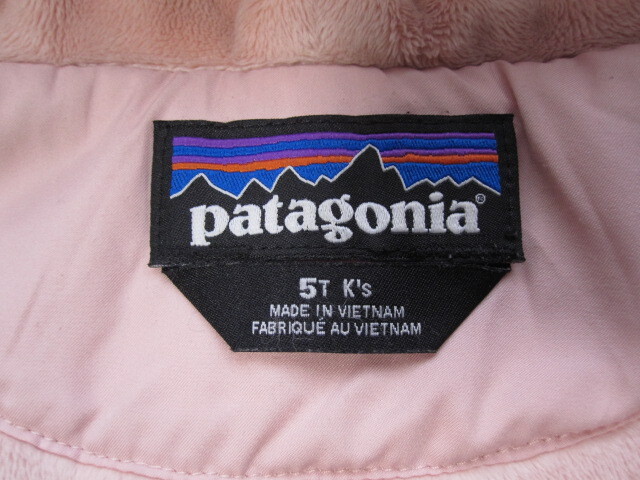 patagonia®
5T K's
MADE IN VIETNAM
FABRIQUÉ AU VIETNAM